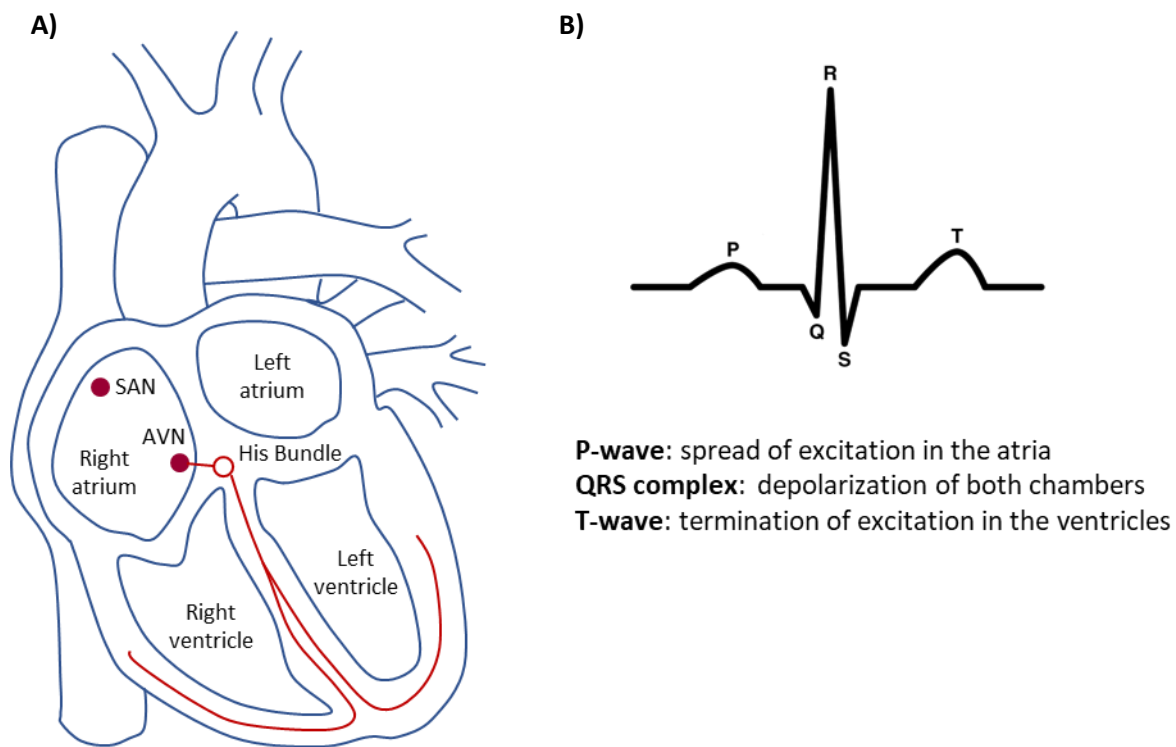 A)
SAN
AVN
Right
atrium
Left
atrium
His Bundle
Left
ventricle
Right
ventricle
B)
R
P
T
Q
S
P-wave: spread of excitation in the atria
QRS complex: depolarization of both chambers
T-wave: termination of excitation in the ventricles